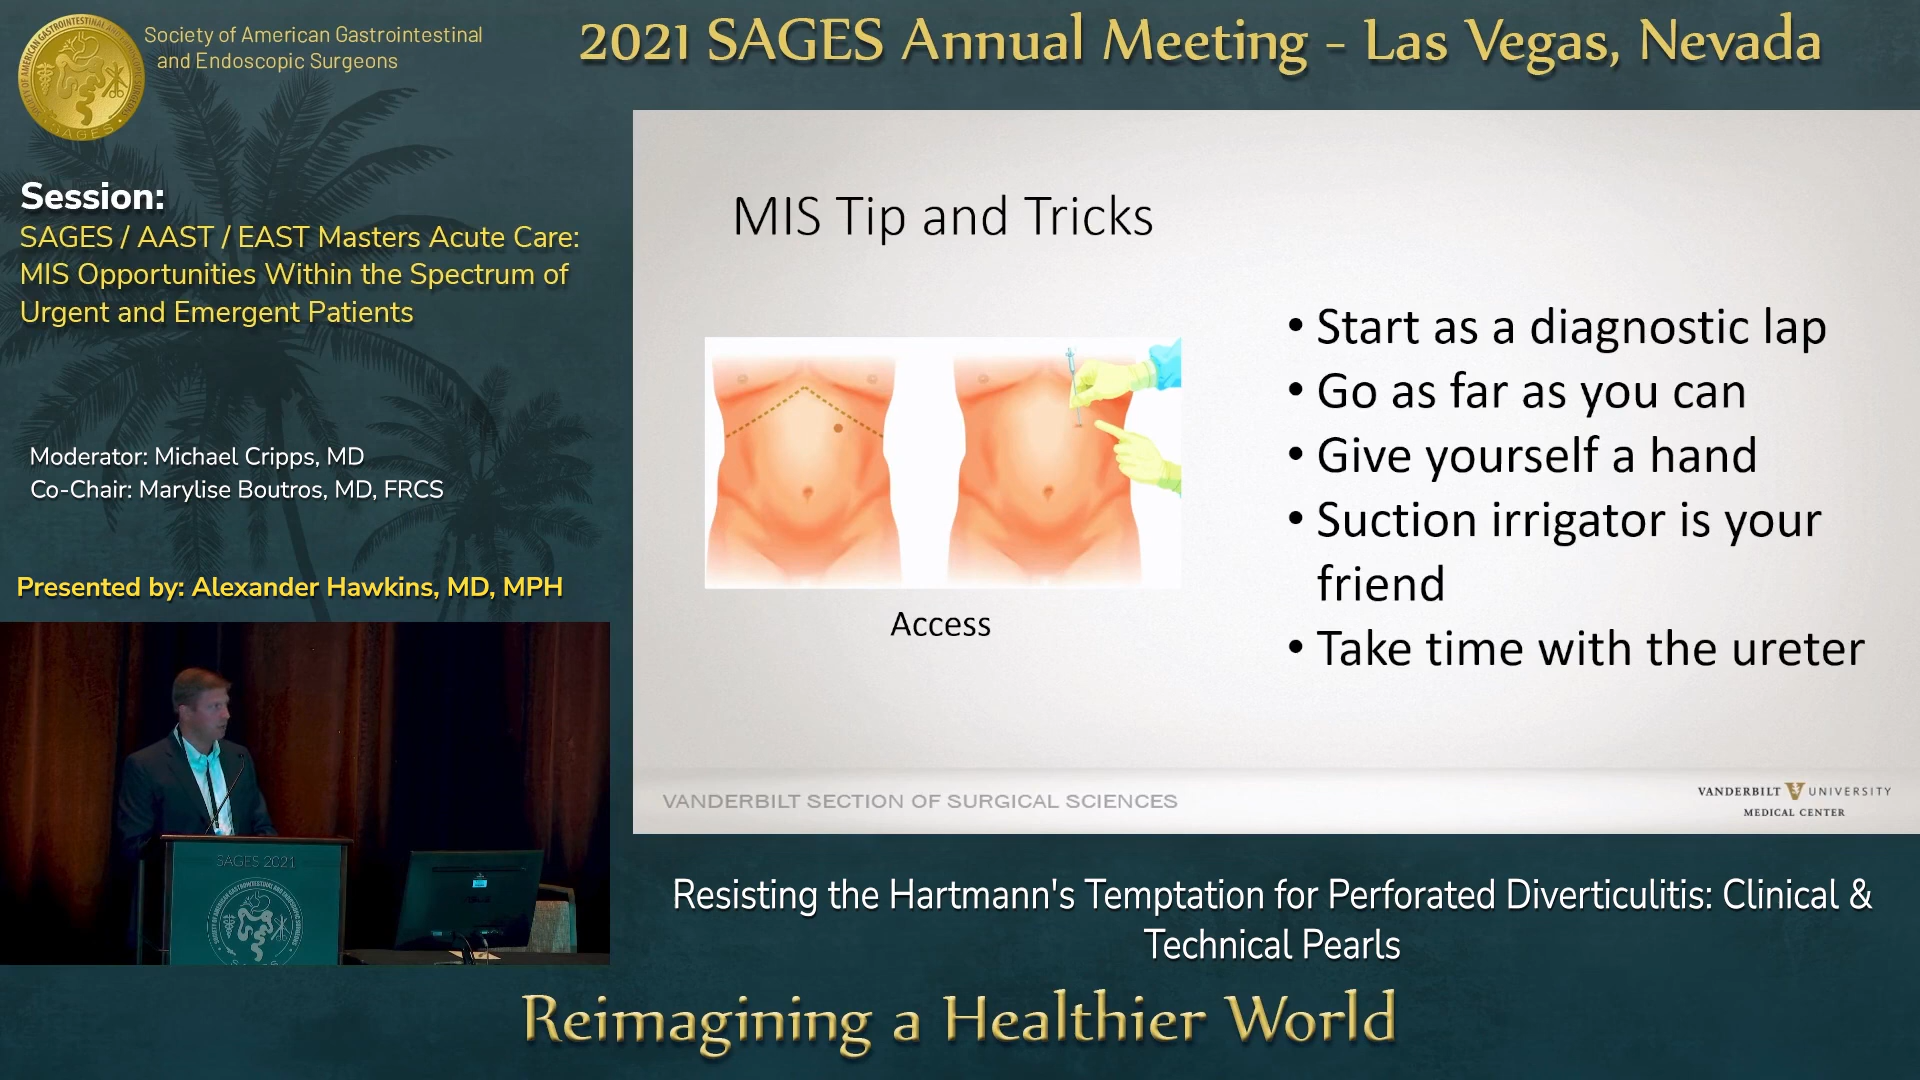 Society of American Gastrointestinal
and Endoscopic Surgeons
2021 SAGES Annual Meeting - Las Vegas, Nevada
SAGES
Session:
SAGES / AAST / EAST Masters Acute Care:
MIS Opportunities Within the Spectrum of
Urgent and Emergent Patients
Moderator: Michael Cripps, MD
Co-Chair: Marylise Boutros, MD, FRCS
Presented by: Alexander Hawkins, MD, MPH
SAGES 2021
MIS Tip and Tricks
Access
• Start as a diagnostic lap
• Go as far as you can
• Give yourself a hand
• Suction irrigator is your
friend
• Take time with the ureter
VANDERBILT SECTION OF SURGICAL SCIENCES
VANDERBILT V UNIVERSITY
MEDICAL CENTER
Resisting the Hartmann's Temptation for Perforated Diverticulitis: Clinical &
Technical Pearls
Reimagining a Healthier World